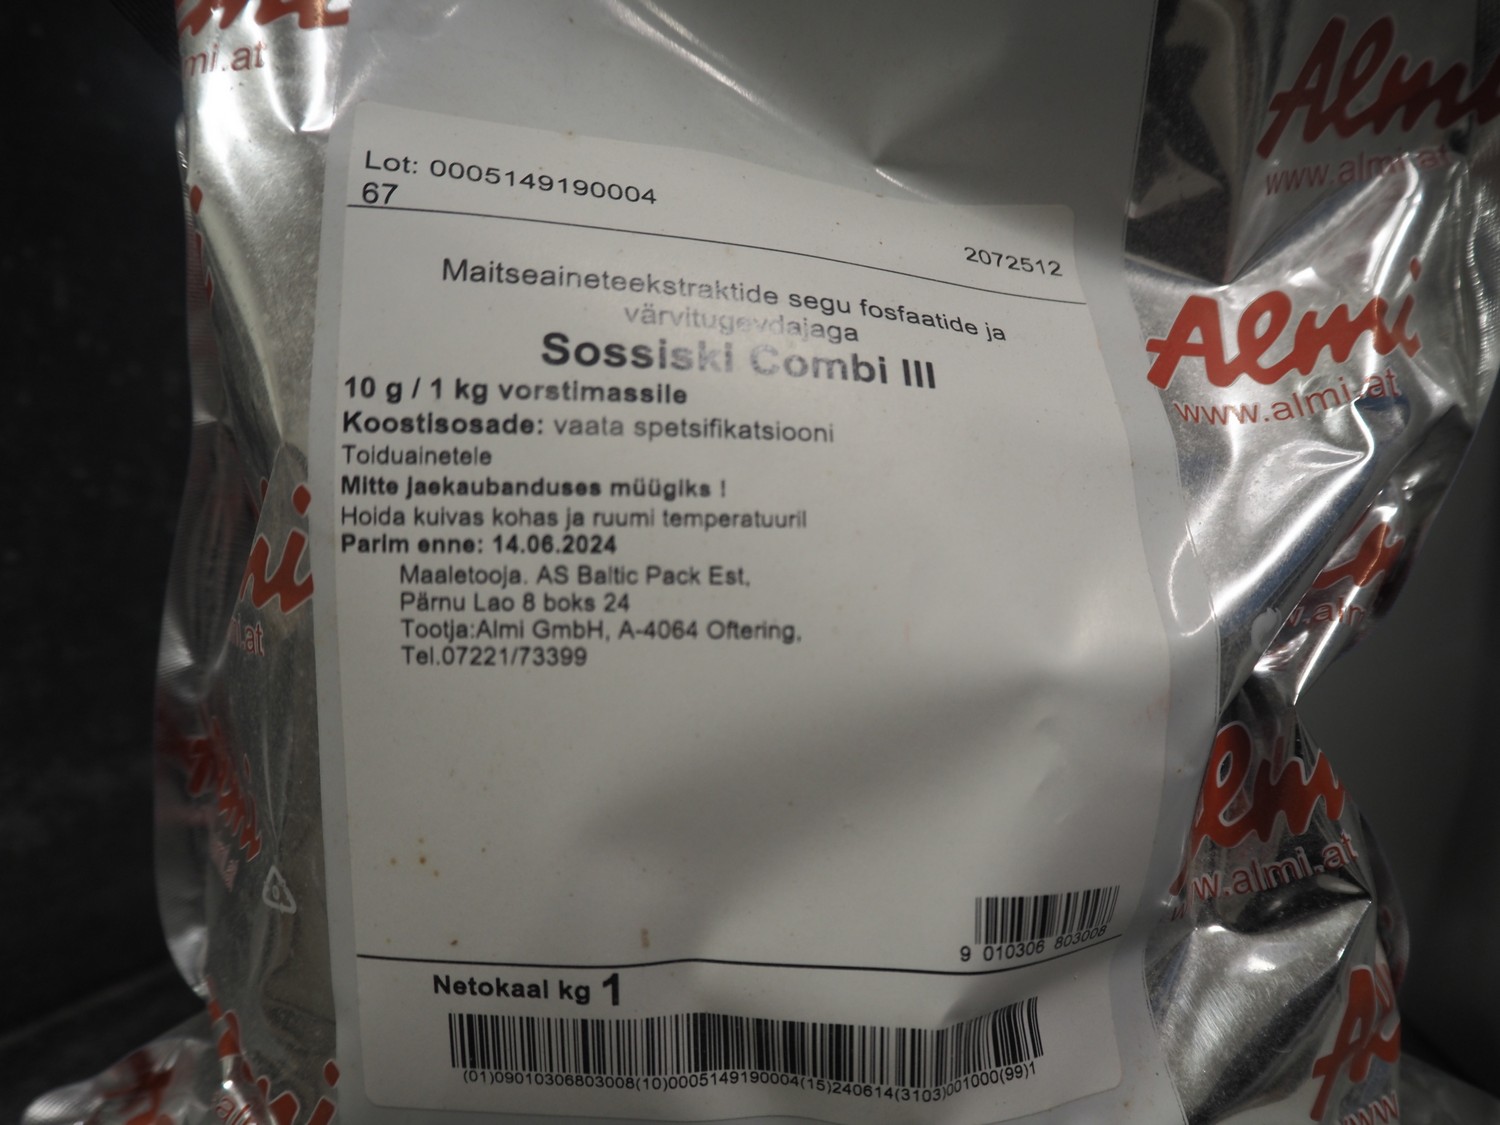 Almi
www.almi.at
Lot: 0005149190004
67
2072512
Maitseaineteekstraktide segu fosfaatide ja
värvitugevdajaga
Sossiski Combi III
10 g / 1 kg vorstimassile
Koostisosade: vaata spetsifikatsiooni
Toiduainetele
Mitte jaekaubanduses müügiks !
Hoida kuivas kohas ja ruumi temperatuuril
Parim enne: 14.06.2024
Maaletooja. AS Baltic Pack Est,
Pärnu Lao 8 boks 24
Tootja:Almi GmbH, A-4064 Oftering,
Tel.07221/73399
9 010306 803008
Netokaal kg 1
(01)09010306803008(10)0005149190004(15)240614(3103)001000(99)1
Almi
www.almi.at